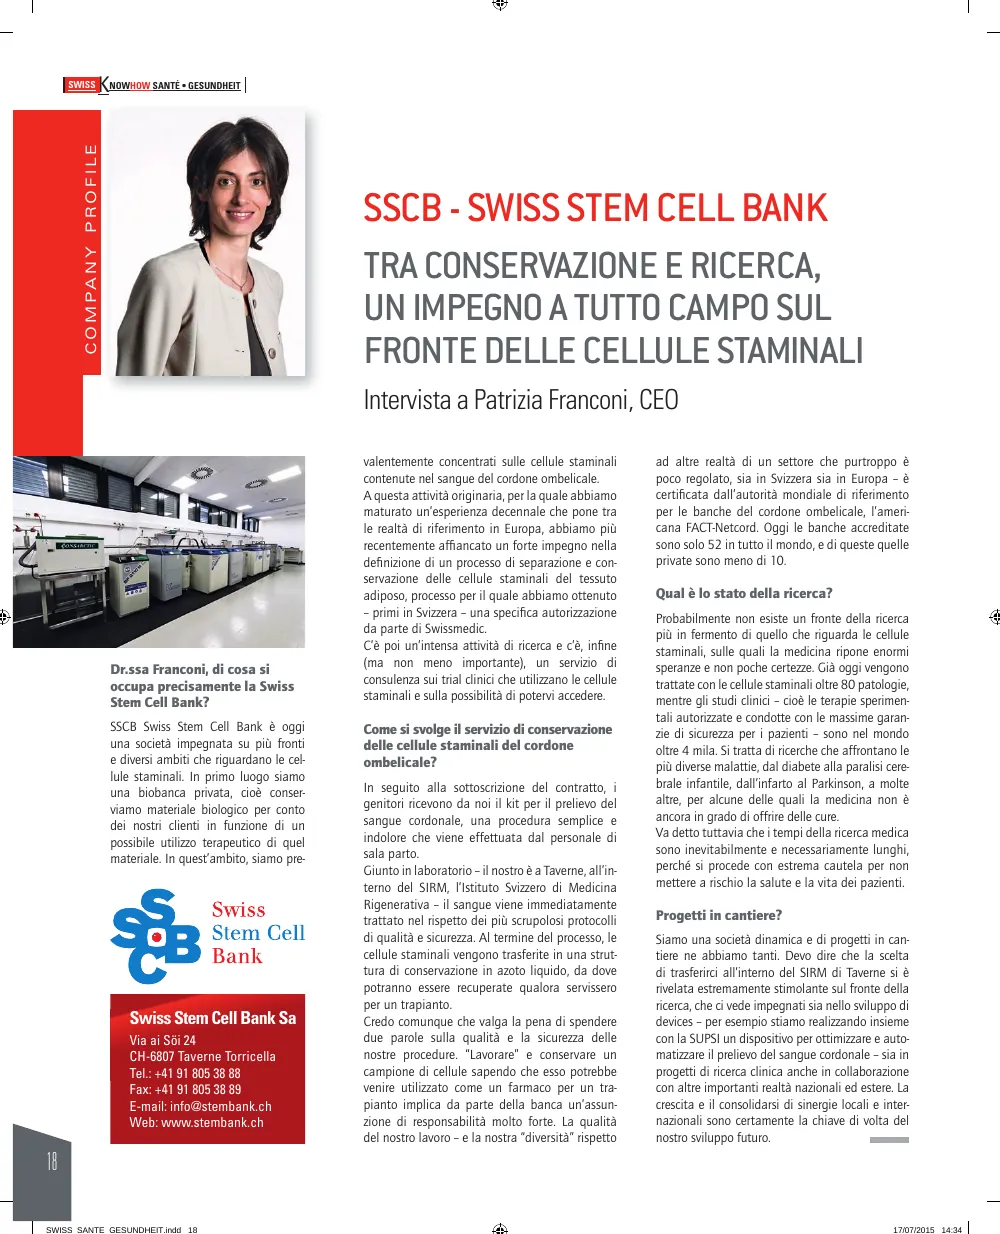 SWISS KNOWHOW SANTÉ • GESUNDHEIT
COMPANY PROFILE
SSCB - SWISS STEM CELL BANK
TRA CONSERVAZIONE E RICERCA,
UN IMPEGNO A TUTTO CAMPO SUL
FRONTE DELLE CELLULE STAMINALI
Intervista a Patrizia Franconi, CEO
Dr.ssa Franconi, di cosa si
occupa precisamente la Swiss
Stem Cell Bank?
SSCB Swiss Stem Cell Bank è oggi
una società impegnata su più fronti
e diversi ambiti che riguardano le cel-
lule staminali. In primo luogo siamo
una biobanca privata, cioè conser-
viamo materiale biologico per conto
dei nostri clienti in funzione di un
possibile utilizzo terapeutico di quel
materiale. In quest'ambito, siamo pre-
valentemente concentrati sulle cellule staminali
contenute nel sangue del cordone ombelicale.
A questa attività originaria, per la quale abbiamo
maturato un'esperienza decennale che pone tra
le realtà di riferimento in Europa, abbiamo più
recentemente affiancato un forte impegno nella
definizione di un processo di separazione e con-
servazione delle cellule staminali del tessuto
adiposo, processo per il quale abbiamo ottenuto
– primi in Svizzera – una specifica autorizzazione
da parte di Swissmedic.
C'è poi un'intensa attività di ricerca e c'è, infine
(ma non meno importante), un servizio di
consulenza sui trial clinici che utilizzano le cellule
staminali e sulla possibilità di potervi accedere.
Come si svolge il servizio di conservazione
delle cellule staminali del cordone
ombelicale?
In seguito alla sottoscrizione del contratto, i
genitori ricevono da noi il kit per il prelievo del
sangue cordonale, una procedura semplice e
indolore che viene effettuata dal personale di
sala parto.
Giunto in laboratorio – il nostro è a Taverne, all'in-
terno del SIRM, l'Istituto Svizzero di Medicina
Rigenerativa – il sangue viene immediatamente
trattato nel rispetto dei più scrupolosi protocolli
di qualità e sicurezza. Al termine del processo, le
cellule staminali vengono trasferite in una strut-
tura di conservazione in azoto liquido, da dove
potranno essere recuperate qualora servissero
per un trapianto.
Credo comunque che valga la pena di spendere
due parole sulla qualità e la sicurezza delle
nostre procedure. "Lavorare" e conservare un
campione di cellule sapendo che esso potrebbe
venire utilizzato come un farmaco per un tra-
pianto implica da parte della banca un'assun-
zione di responsabilità molto forte. La qualità
del nostro lavoro – e la nostra "diversità" rispetto
ad altre realtà di un settore che purtroppo è
poco regolato, sia in Svizzera sia in Europa – è
certificata dall'autorità mondiale di riferimento
per le banche del cordone ombelicale, l'ameri-
cana FACT-Netcord. Oggi le banche accreditate
sono solo 52 in tutto il mondo, e di queste quelle
private sono meno di 10.
Qual è lo stato della ricerca?
Probabilmente non esiste un fronte della ricerca
più in fermento di quello che riguarda le cellule
staminali, sulle quali la medicina ripone enormi
speranze e non poche certezze. Già oggi vengono
trattate con le cellule staminali oltre 80 patologie,
mentre gli studi clinici – cioè le terapie sperimen-
tali autorizzate e condotte con le massime garan-
zie di sicurezza per i pazienti – sono nel mondo
oltre 4 mila. Si tratta di ricerche che affrontano le
più diverse malattie, dal diabete alla paralisi cere-
brale infantile, dall'infarto al Parkinson, a molte
altre, per alcune delle quali la medicina non è
ancora in grado di offrire delle cure.
Va detto tuttavia che i tempi della ricerca medica
sono inevitabilmente e necessariamente lunghi,
perché si procede con estrema cautela per non
mettere a rischio la salute e la vita dei pazienti.
Progetti in cantiere?
Siamo una società dinamica e di progetti in can-
tiere ne abbiamo tanti. Devo dire che la scelta
di trasferirci all'interno del SIRM di Taverne si è
rivelata estremamente stimolante sul fronte della
ricerca, che ci vede impegnati sia nello sviluppo di
devices – per esempio stiamo realizzando insieme
con la SUPSI un dispositivo per ottimizzare e auto-
matizzare il prelievo del sangue cordonale – sia in
progetti di ricerca clinica anche in collaborazione
con altre importanti realtà nazionali ed estere. La
crescita e il consolidarsi di sinergie locali e inter-
nazionali sono certamente la chiave di volta del
nostro sviluppo futuro.
SSCB
Swiss
Stem Cell
Bank
Swiss Stem Cell Bank Sa
Via ai Söi 24
CH-6807 Taverne Torricella
Tel.: +41 91 805 38 88
Fax: +41 91 805 38 89
E-mail: info@stembank.ch
Web: www.stembank.ch
18
SWISS_SANTE_GESUNDHEIT.indd 18
17/07/2015 14:34